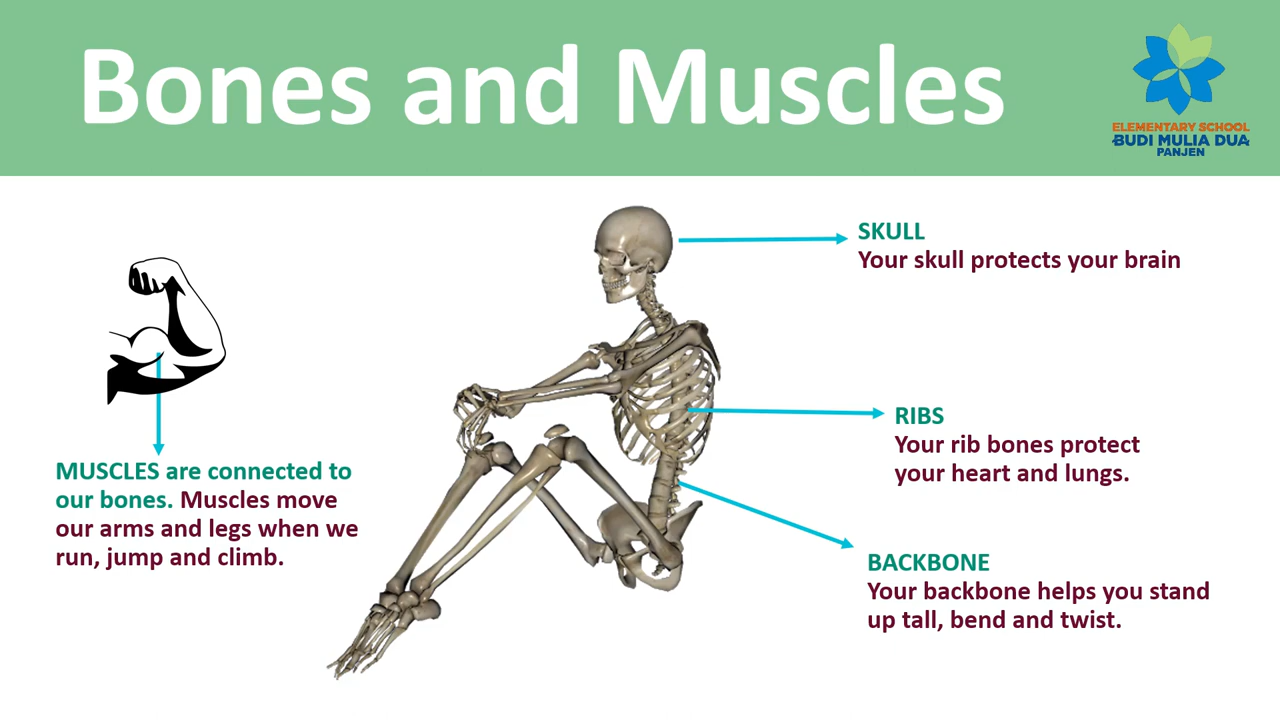 Bones and Muscles
ELEMENTARY SCHOOL
BUDI MULIA DUA
PANJEN
SKULL
Your skull protects your brain
MUSCLES are connected to
our bones. Muscles move
our arms and legs when we
run, jump and climb.
RIBS
Your rib bones protect
your heart and lungs.
BACKBONE
Your backbone helps you stand
up tall, bend and twist.